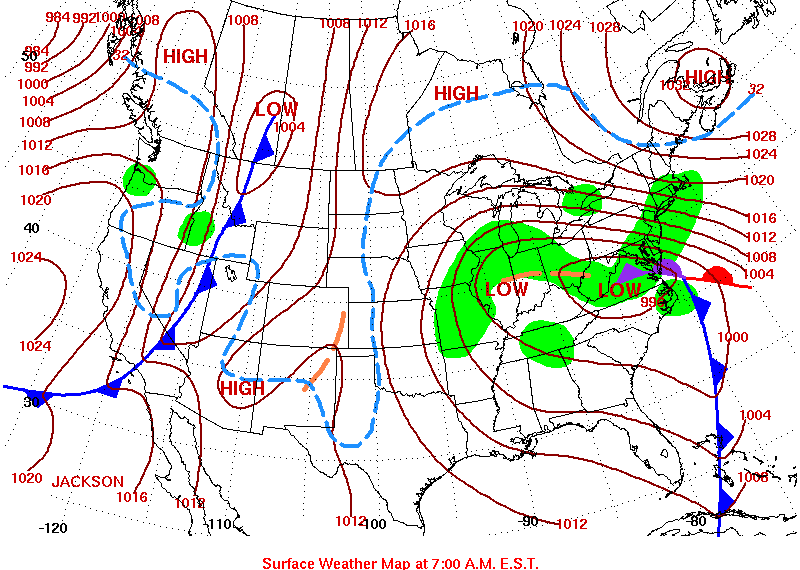 984 992 1000 1008 1008 1008 1012 1016 1020 1024 1028
1004
50 984 32 HIGH HIGH HIGH
992 1032 32
1000 LOW
1004 1004
1008
1012 1028
1016 1024
1020 1020
1016
40 1012
1024 1008
1004
LOW LOW
996
1024 1000
HIGH
30
1004
1020 JACKSON 1008
1016 1012
-120 -110 1012 -100 -90 1012 -80
Surface Weather Map at 7:00 A.M. E.S.T.